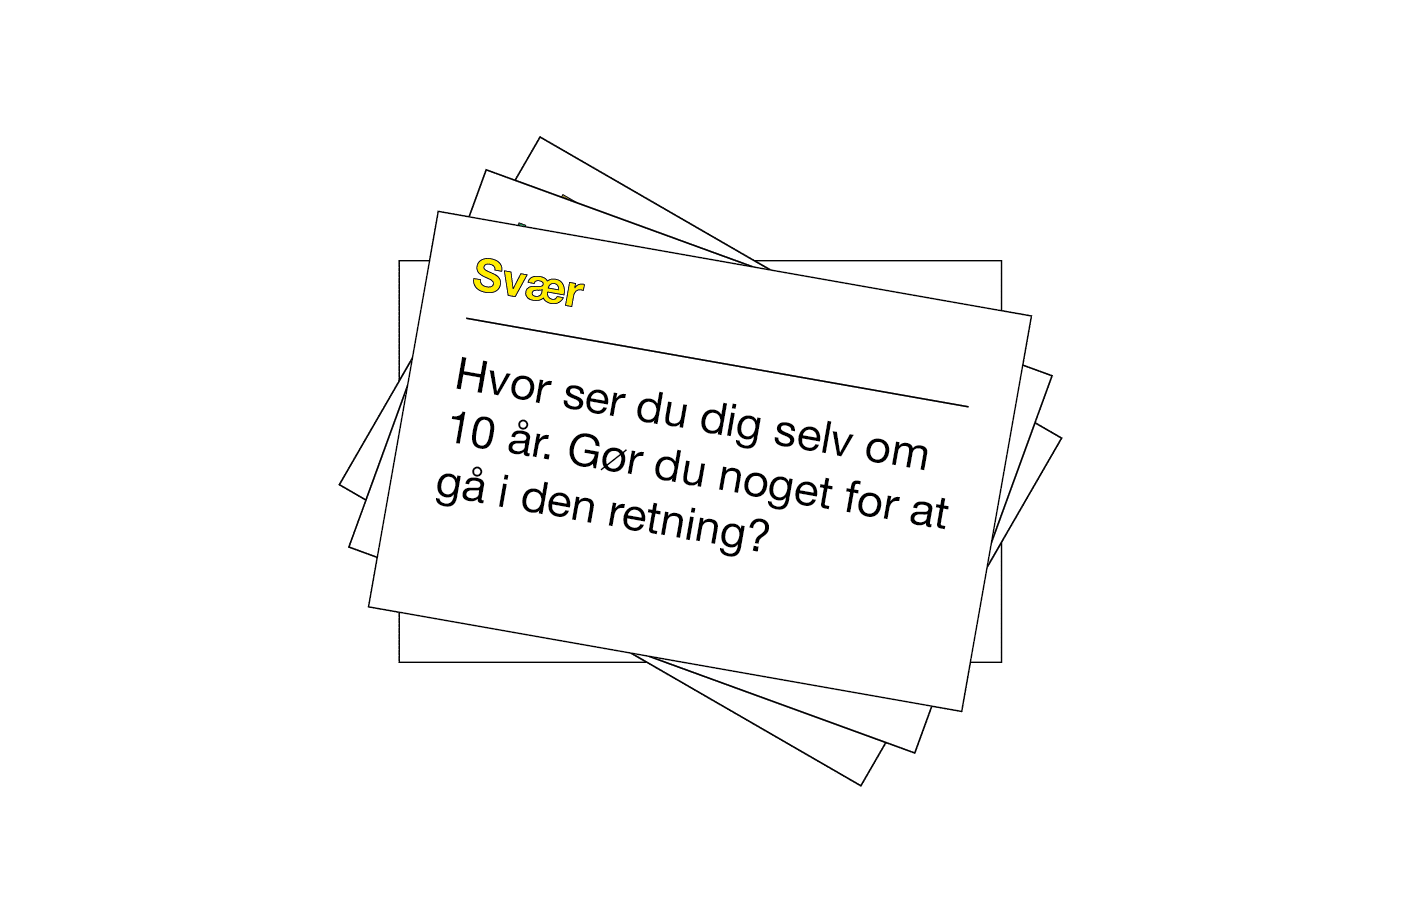 Svær
Hvor ser du dig selv om
10 år. Gør du noget for at
gå i den retning?